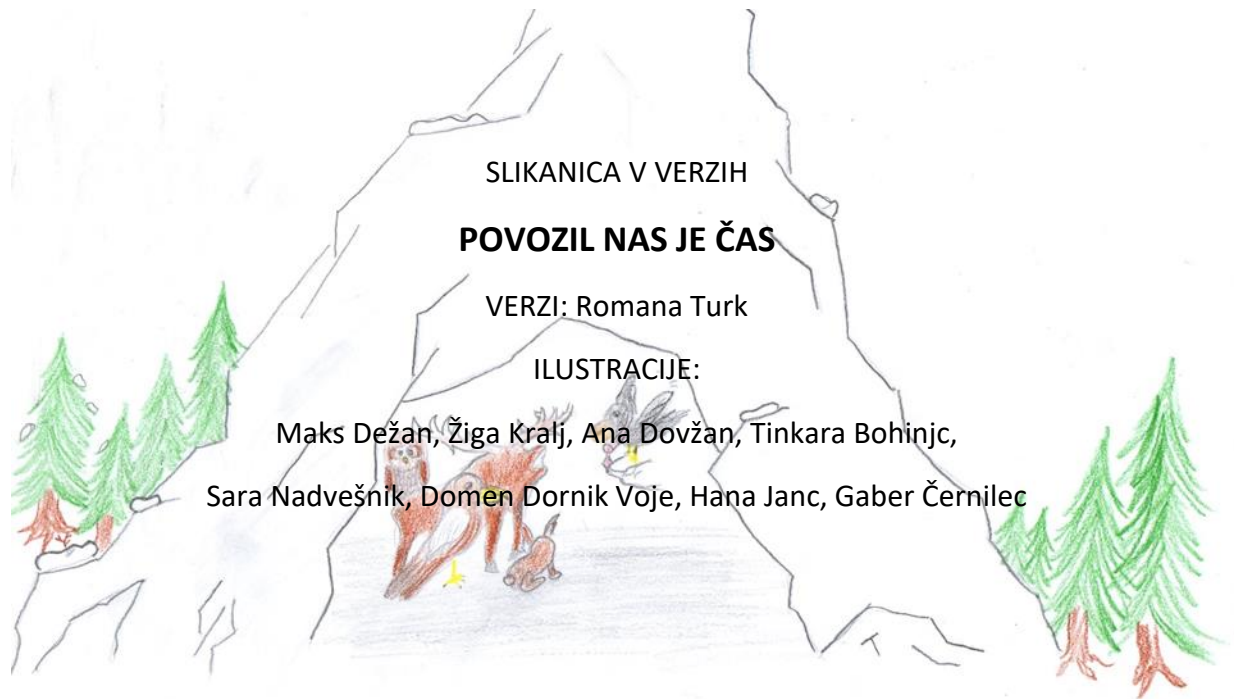 SLIKANICA V VERZIH
POVOZIL NAS JE ČAS
VERZI: Romana Turk
ILUSTRACIJE:
Maks Dežan, Žiga Kralj, Ana Dovžan, Tinkara Bohinjc,
Sara Nadvešnik, Domen Dornik Voje, Hana Janc, Gaber Černilec